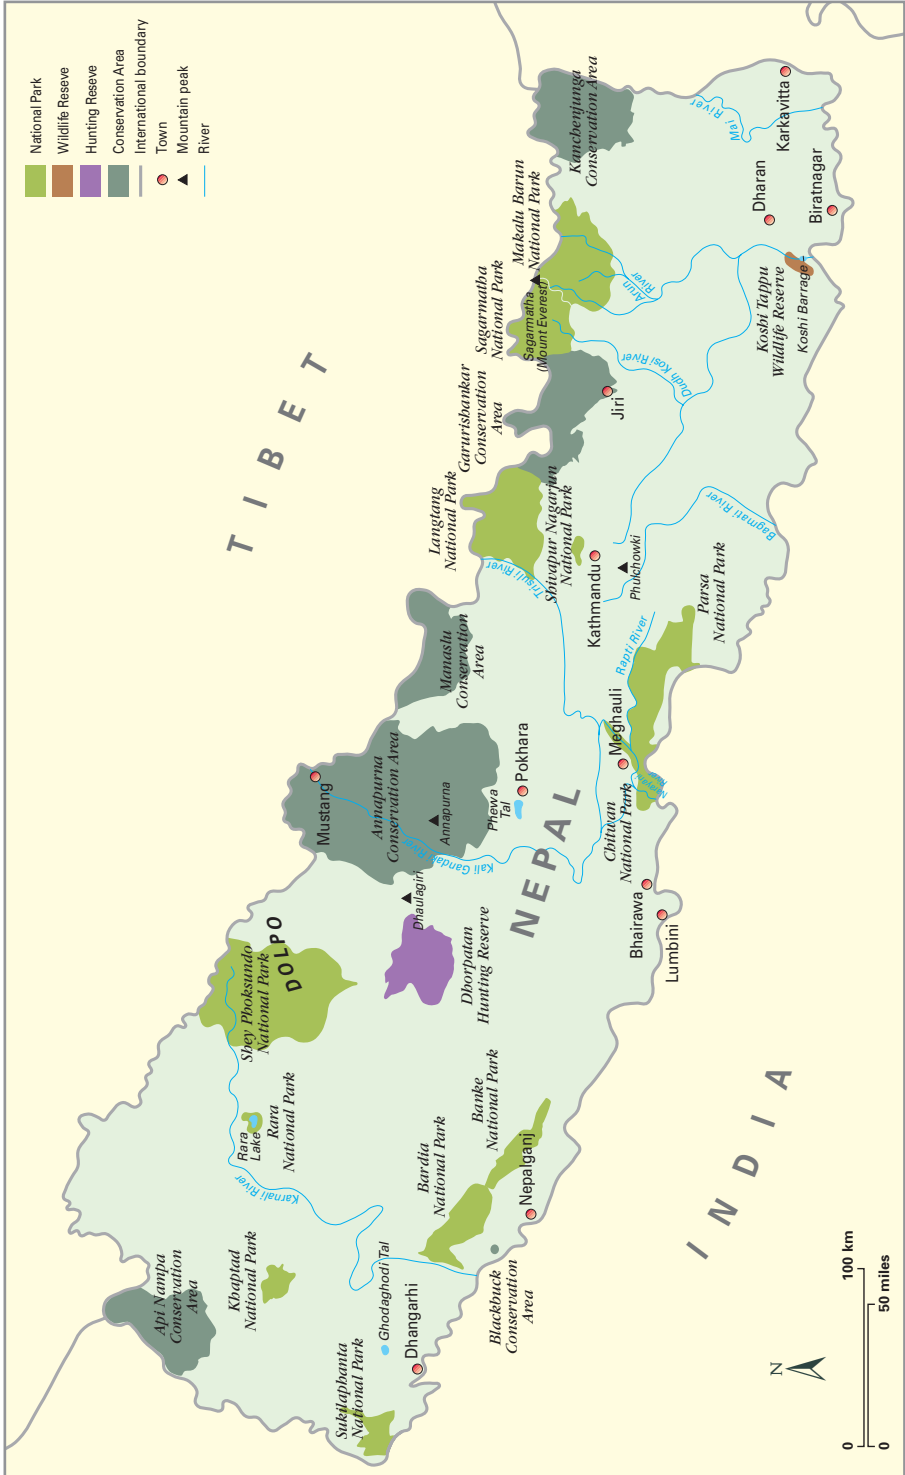 National Park
Wildlife Reseve
Hunting Reseve
Conservation Area
International boundary
Town
Mountain peak
River
TIBET
NEPAL
INDIA
DOLPO
Api Nampa
Conservation
Area
Khaptad
National Park
Suklaphanta
National Park
Ghodaghodi Tal
Dhangarhi
Karnali River
Rara
Lake
Rara
National Park
Shey Phoksundo
National Park
Bardia
National Park
Banke
National Park
Nepalganj
Blackbuck
Conservation
Area
Dhorpatan
Hunting Reserve
Dhaulagiri
Mustang
Annapurna
Conservation Area
Annapurna
Kali Gandaki River
Phewa
Tal
Pokhara
Manaslu
Conservation
Area
Bhairawa
Lumbini
Chitwan
National Park
Meghauli
Narayani
River
Rapti River
Parsa
National Park
Langtang
National Park
Trisuli River
Shivapur Nagarjun
National Park
Kathmandu
Phulchowki
Bagmati River
Garurishankar
Conservation
Area
Jiri
Sagarmatha
National Park
Sagarmatha
(Mount Everest)
Makalu Barun
National Park
Dudh Kosi River
Arun
River
Kanchenjunga
Conservation Area
Koshi Tappu
Wildlife Reserve
Koshi Barrage
Dharan
Biratnagar
Mai River
Karkavitta
N
0
100 km
0
50 miles